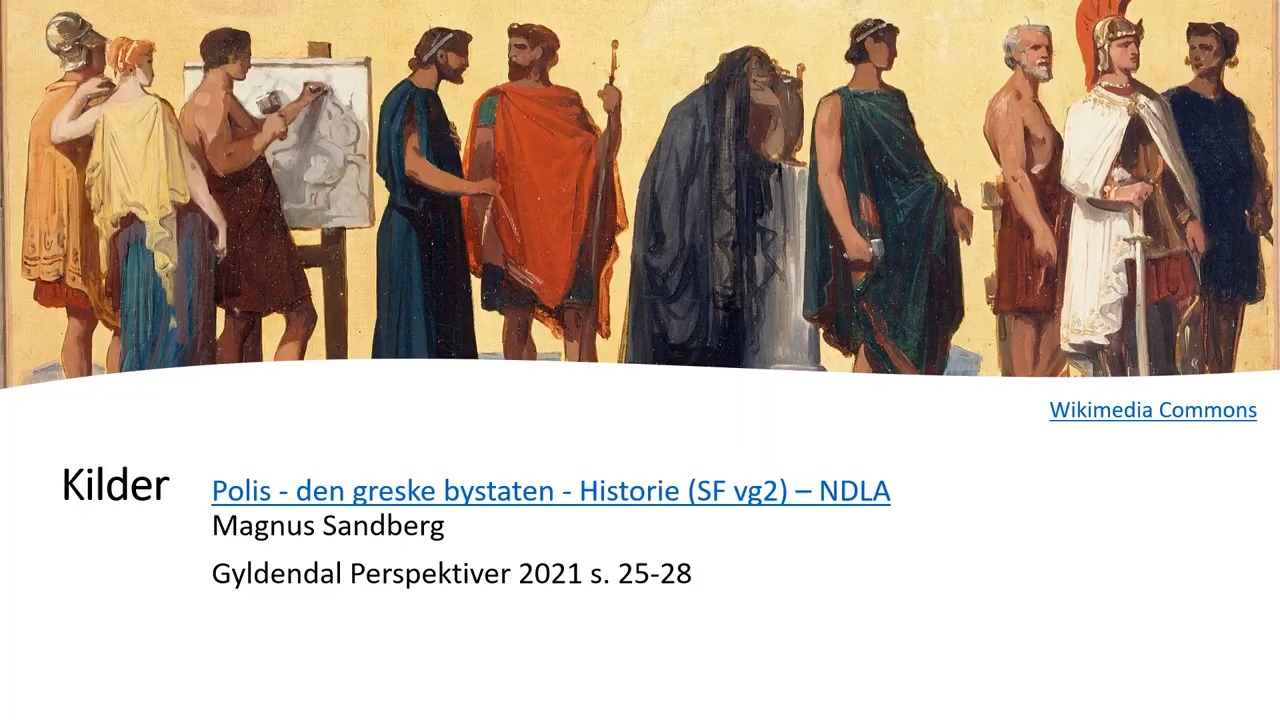 Wikimedia Commons
Kilder
Polis - den greske bystaten - Historie (SF vg2) – NDLA
Magnus Sandberg
Gyldendal Perspektiver 2021 s. 25-28